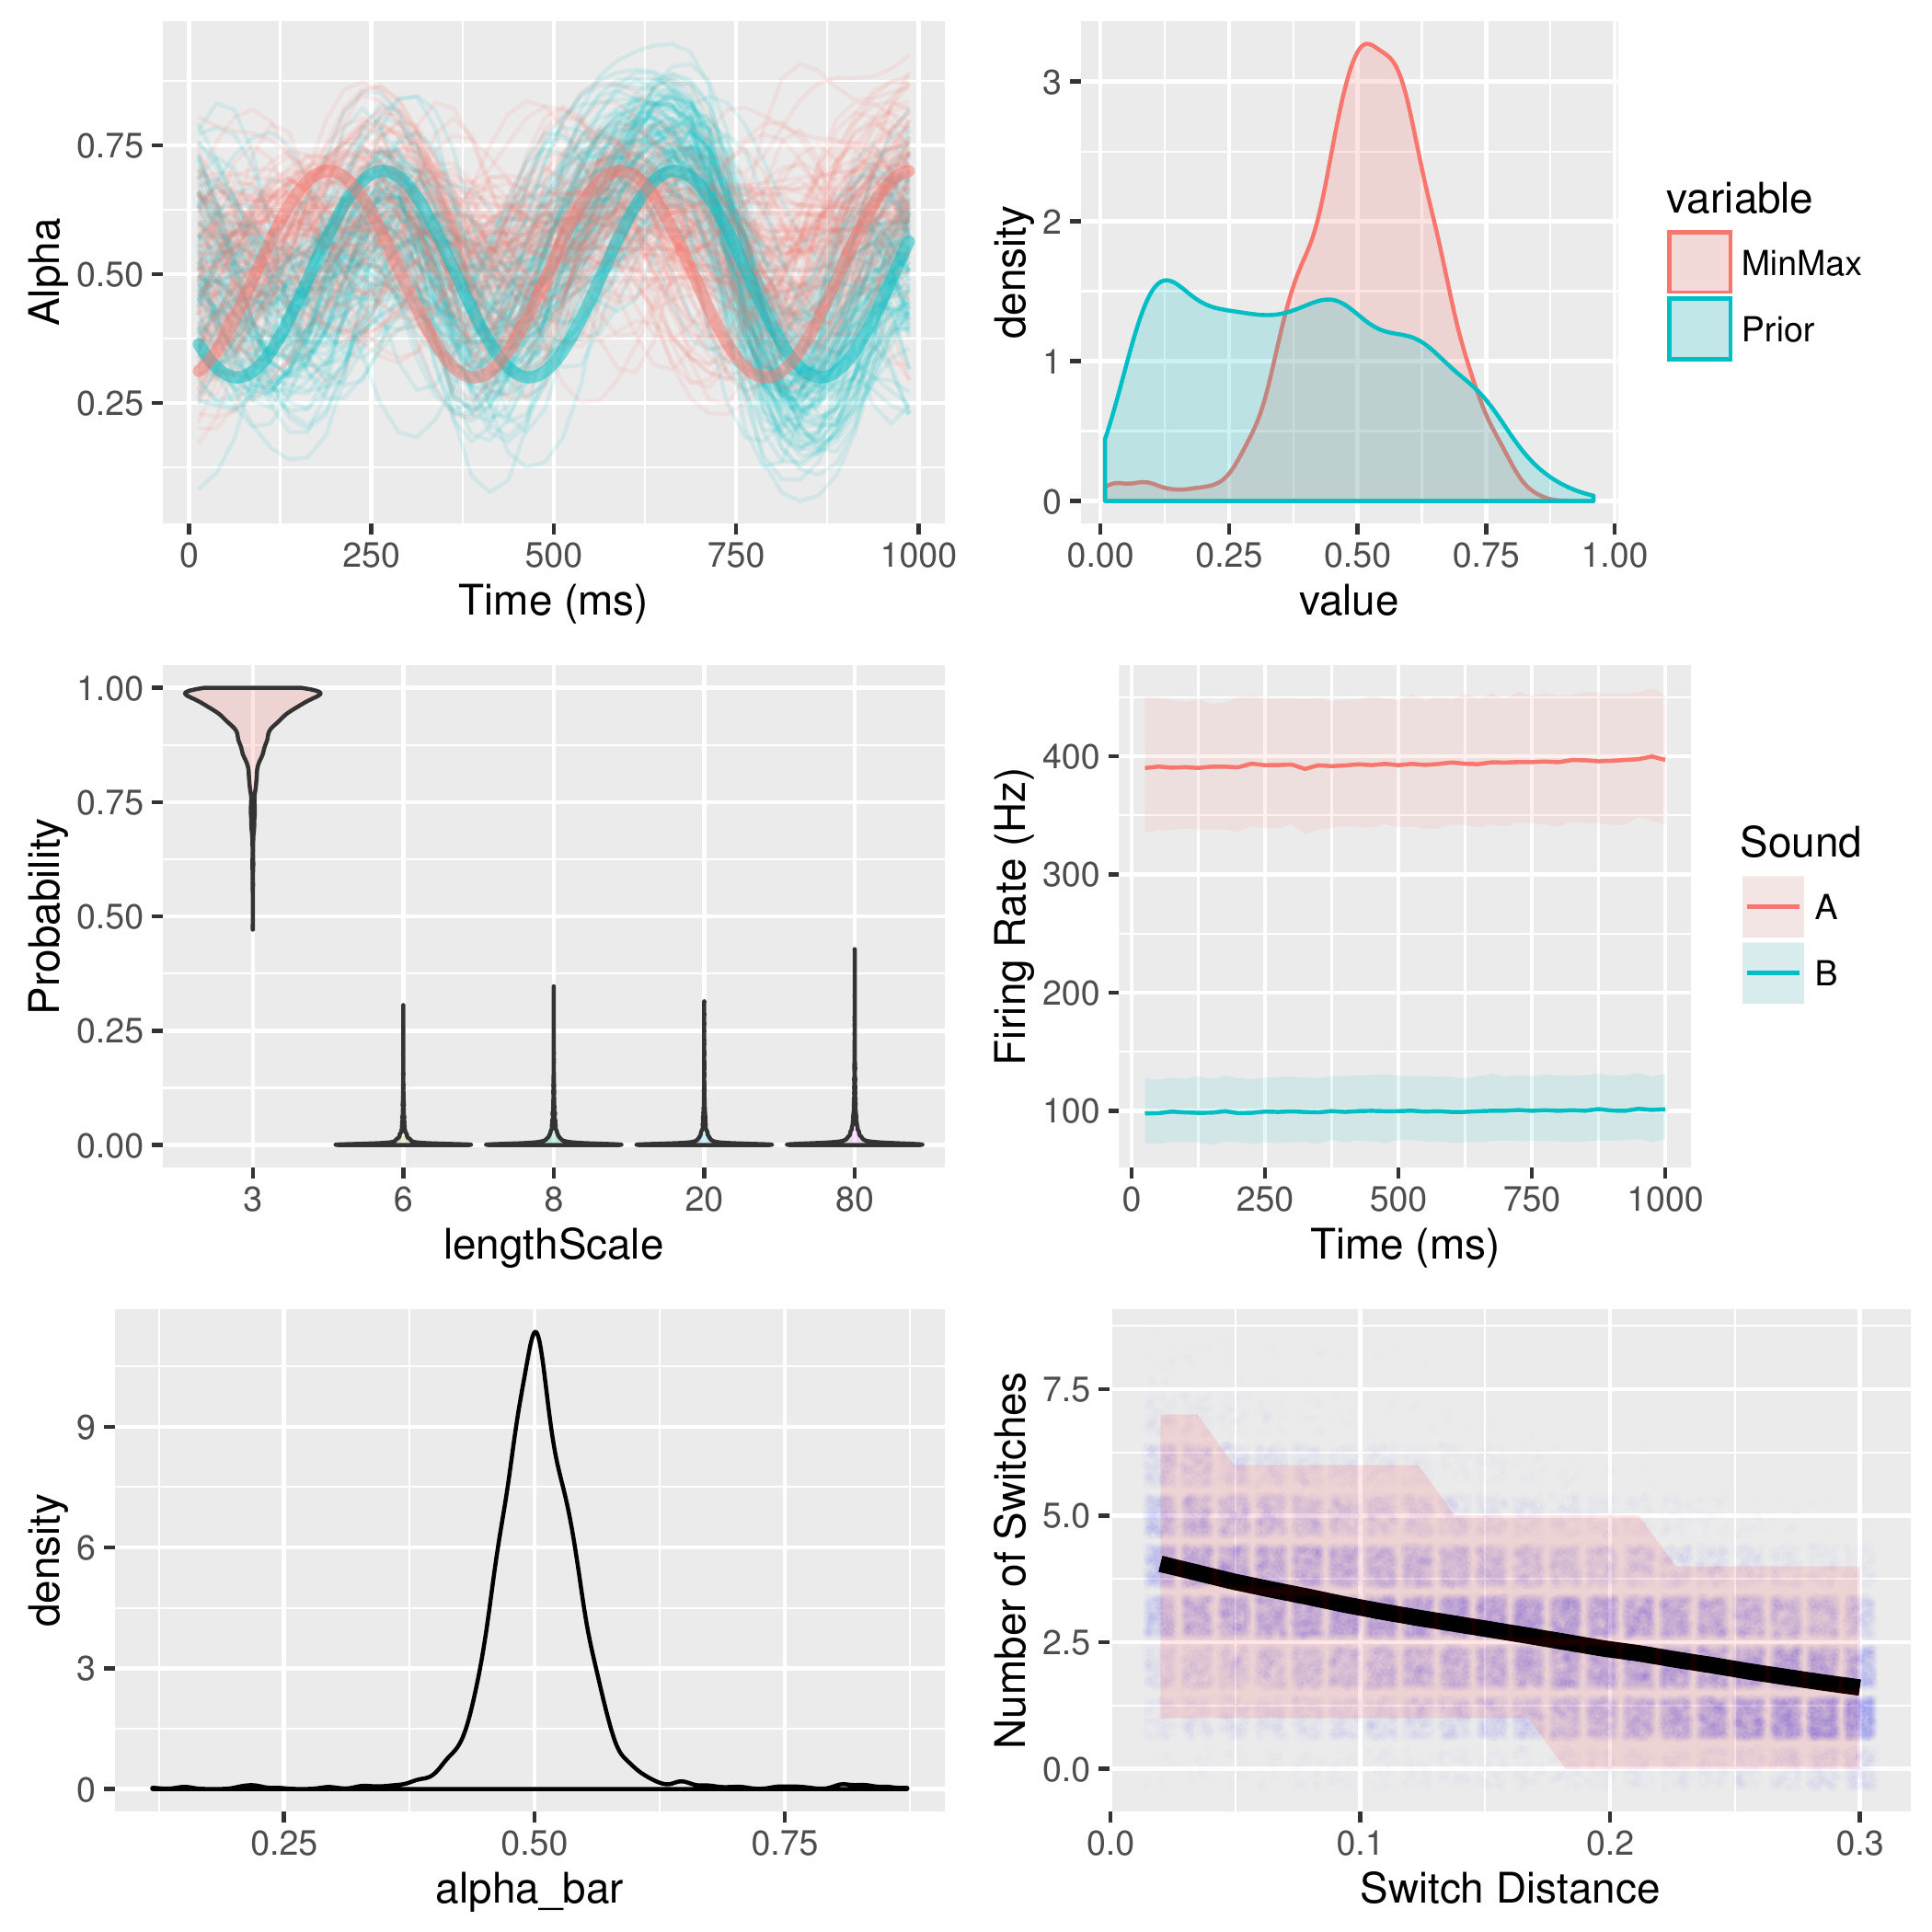 Alpha
0.75
0.50
0.25
0 250 500 750 1000
Time (ms)
density
3
2
1
0
0.00 0.25 0.50 0.75 1.00
value
variable
MinMax
Prior
Probability
1.00
0.75
0.50
0.25
0.00
3 6 8 20 80
lengthScale
Firing Rate (Hz)
400
300
200
100
0 250 500 750 1000
Time (ms)
Sound
A
B
density
9
6
3
0
0.25 0.50 0.75
alpha_bar
Number of Switches
7.5
5.0
2.5
0.0
0.0 0.1 0.2 0.3
Switch Distance